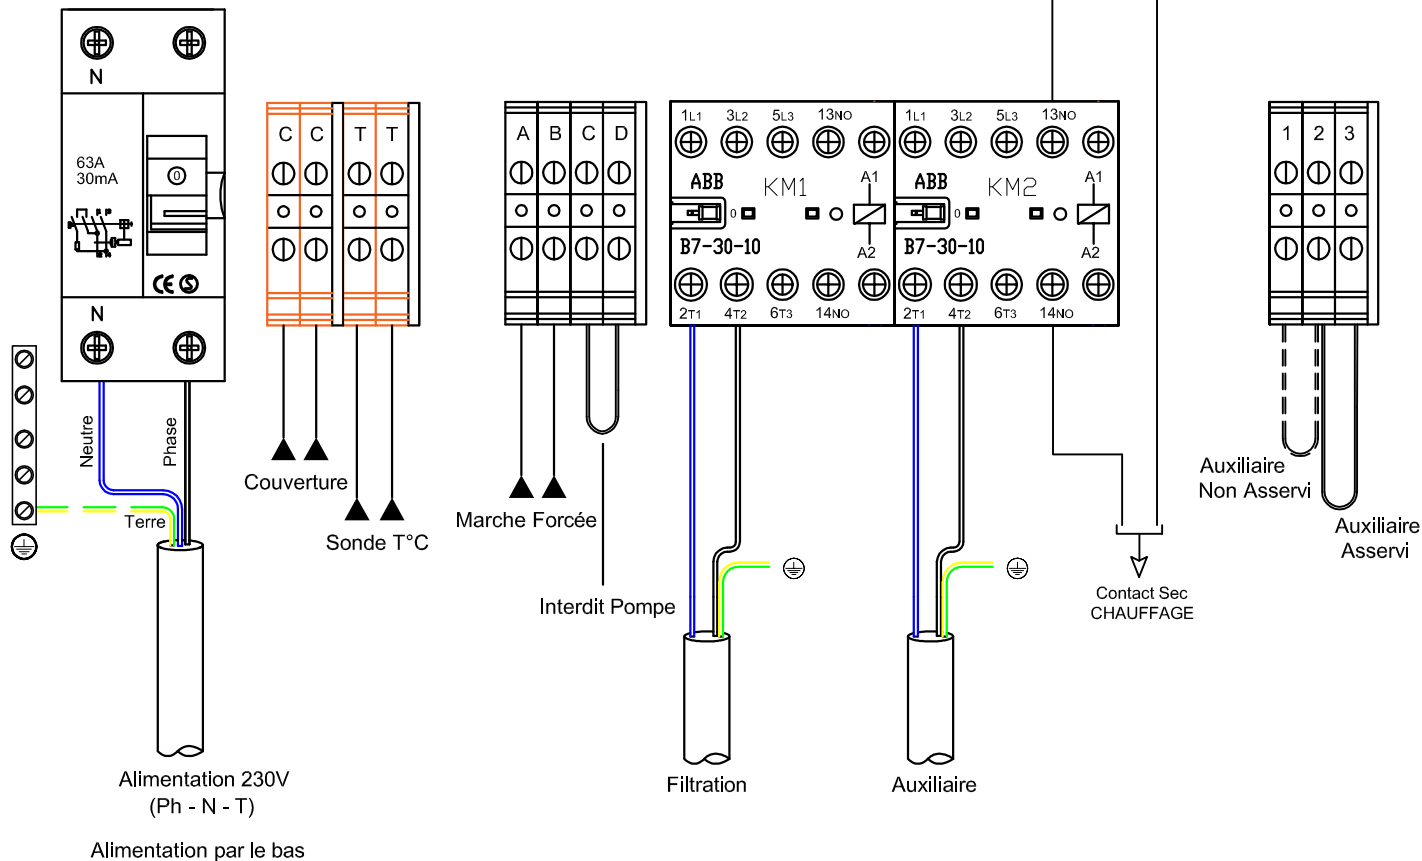 N
63A
30mA
0
CE
N
Neutre
Phase
Terre
Alimentation 230V
(Ph - N - T)
Alimentation par le bas
C C T T
Couverture
Sonde T°C
A B C D
Marche Forcée
Interdit Pompe
1L1 3L2 5L3 13NO
ABB KM1 A1
0
B7-30-10 A2
2T1 4T2 6T3 14NO
Filtration
1L1 3L2 5L3 13NO
ABB KM2 A1
0
B7-30-10 A2
2T1 4T2 6T3 14NO
Auxiliaire
Contact Sec
CHAUFFAGE
1 2 3
Auxiliaire
Non Asservi
Auxiliaire
Asservi